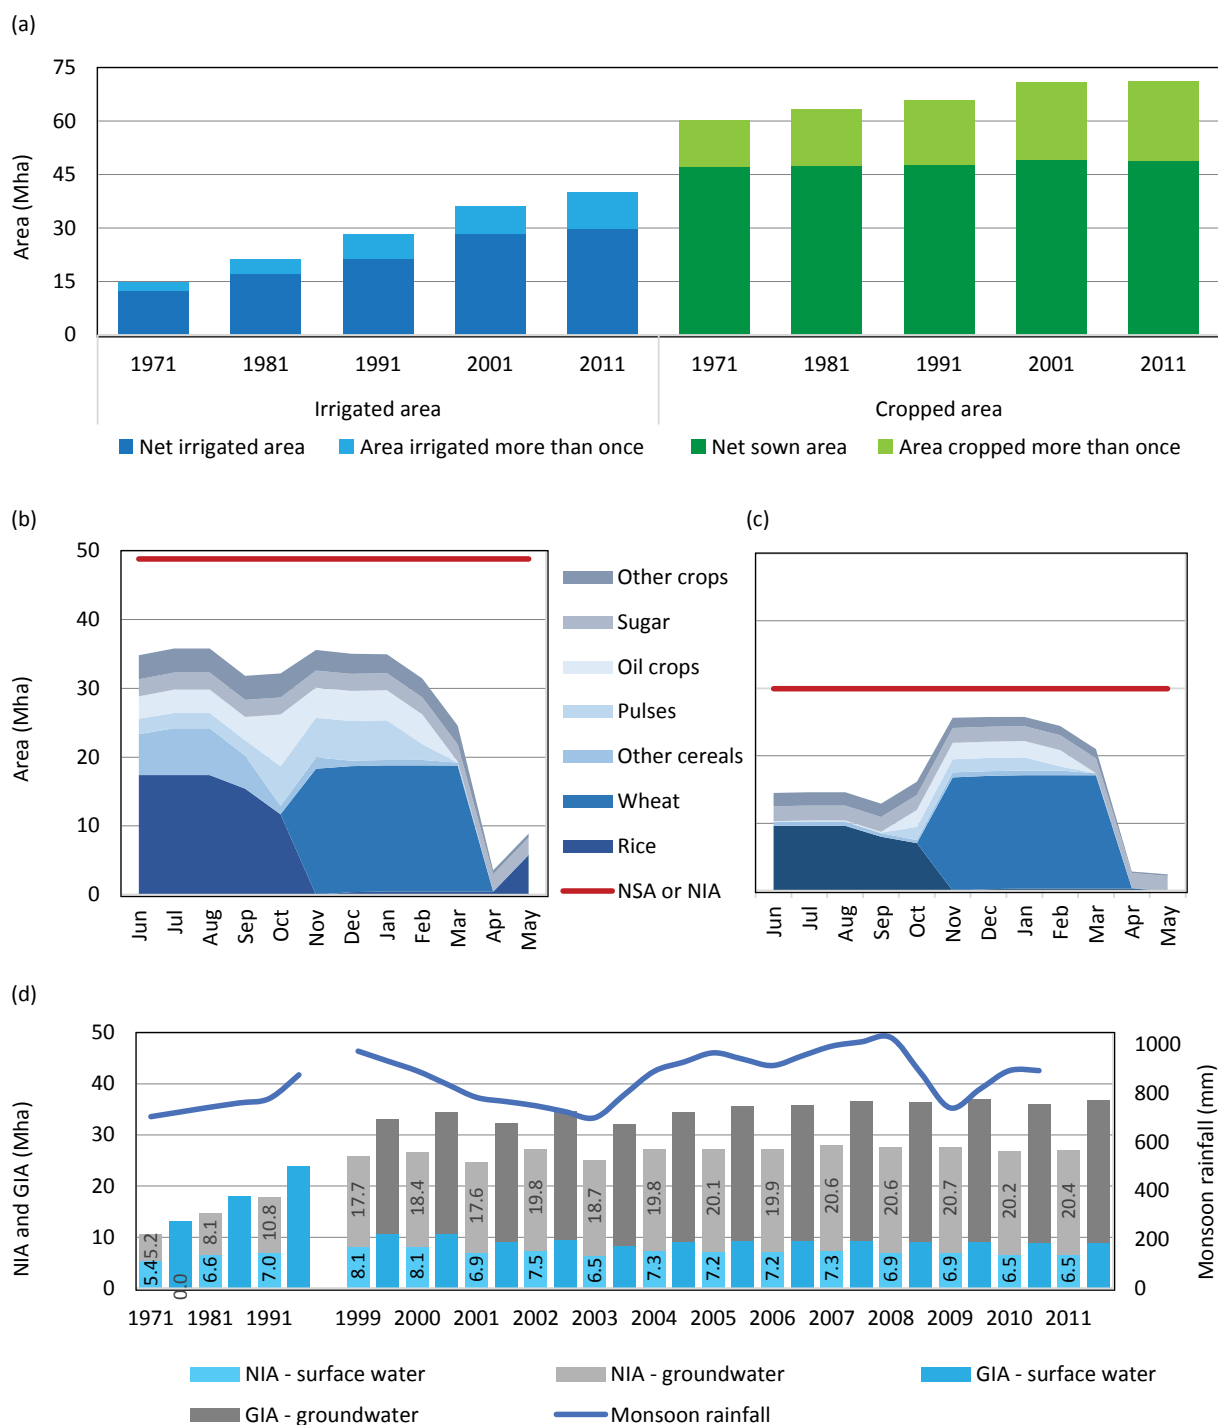 (a)
75
60
45
30
15
0
Area (Mha)
1971 1981 1991 2001 2011 1971 1981 1991 2001 2011
Irrigated area Cropped area
Net irrigated area Area irrigated more than once Net sown area Area cropped more than once
(b) (c)
50
40
30
20
10
0
Area (Mha)
Jun Jul Aug Sep Oct Nov Dec Jan Feb Mar Apr May
Other crops
Sugar
Oil crops
Pulses
Other cereals
Wheat
Rice
NSA or NIA
Jun Jul Aug Sep Oct Nov Dec Jan Feb Mar Apr May
(d)
50
40
30
20
10
0
NIA and GIA (Mha)
1000
800
600
400
200
0
Monsoon rainfall (mm)
5.2 8.1 10.8 17.7 18.4 17.6 19.8 18.7 19.8 20.1 19.9 20.6 20.6 20.7 20.2 20.4
5.4 0.0 6.6 7.0 8.1 8.1 6.9 7.5 6.5 7.3 7.2 7.2 7.3 6.9 6.9 6.5 6.5
1971 1981 1991 1999 2000 2001 2002 2003 2004 2005 2006 2007 2008 2009 2010 2011
NIA - surface water NIA - groundwater GIA - surface water
GIA - groundwater Monsoon rainfall